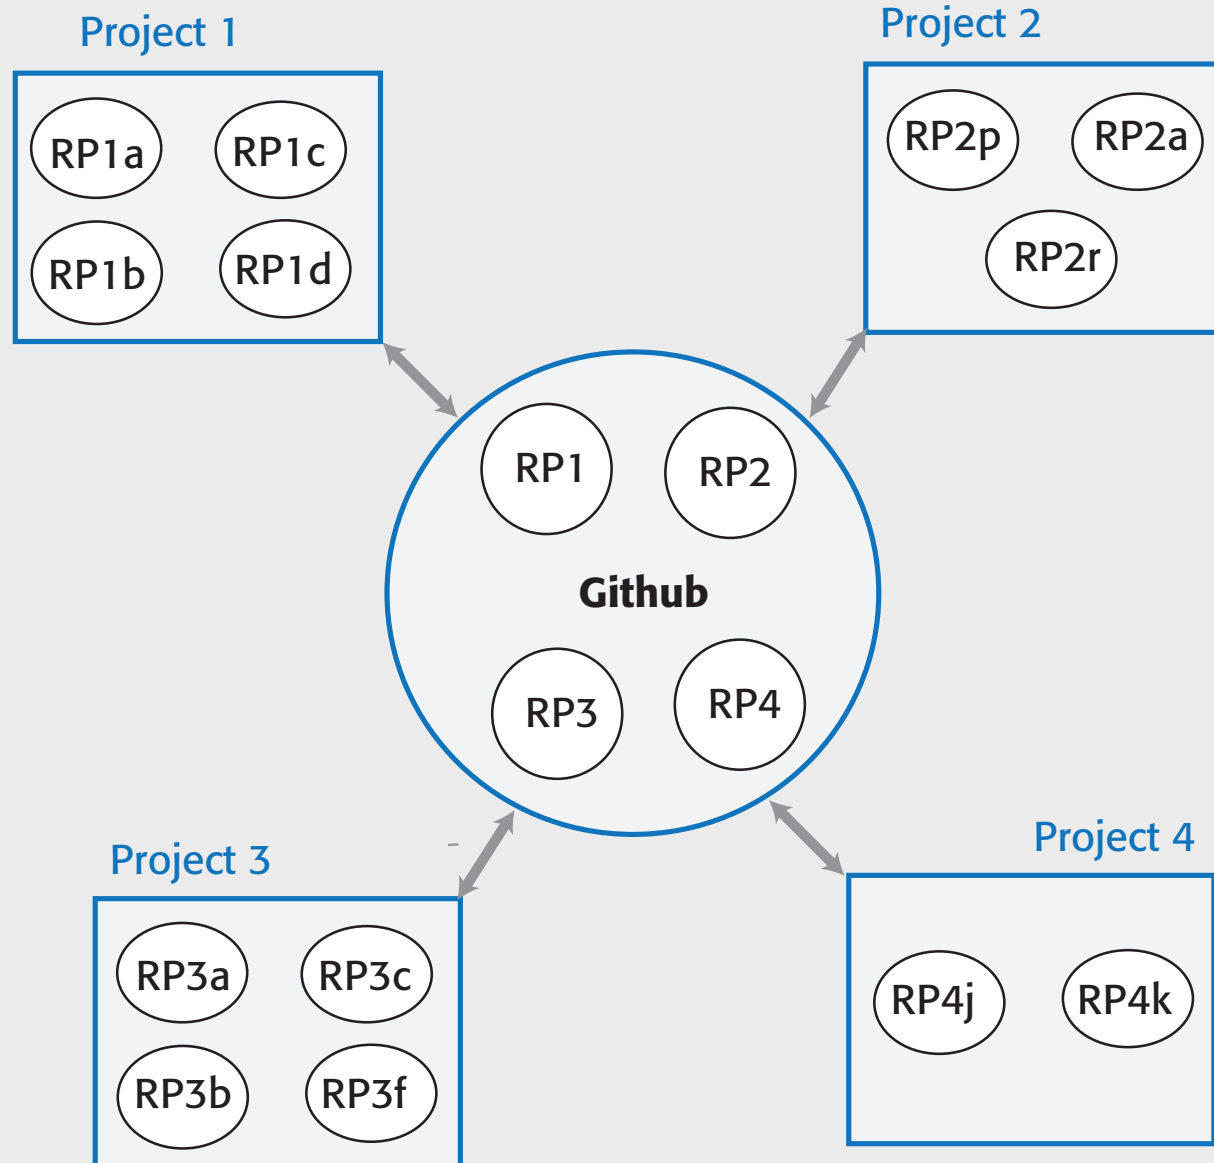 Project 1
Project 2
RP1a
RP1c
RP1b
RP1d
RP2p
RP2a
RP2r
RP1
RP2
Github
RP3
RP4
Project 3
Project 4
RP3a
RP3c
RP3b
RP3f
RP4j
RP4k